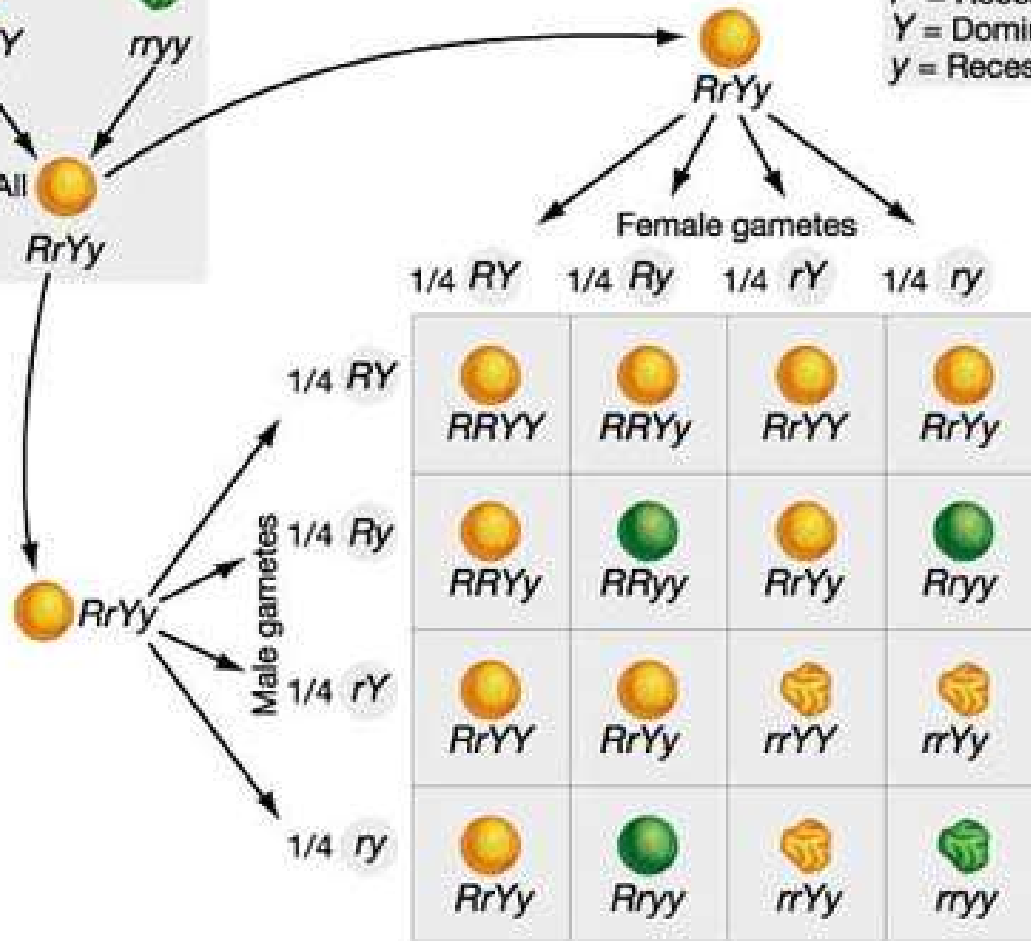 Y rryy
Y = Domi
y = Reces
RrYy
All
RrYy
Female gametes
1/4 RY 1/4 Ry 1/4 rY 1/4 ry
1/4 RY
RRYY RRYy RrYY RrYy
1/4 Ry
RRYy RRyy RrYy Rryy
RrYy
Male gametes
1/4 rY
RrYY RrYy rrYY rrYy
1/4 ry
RrYy Rryy rrYy rryy